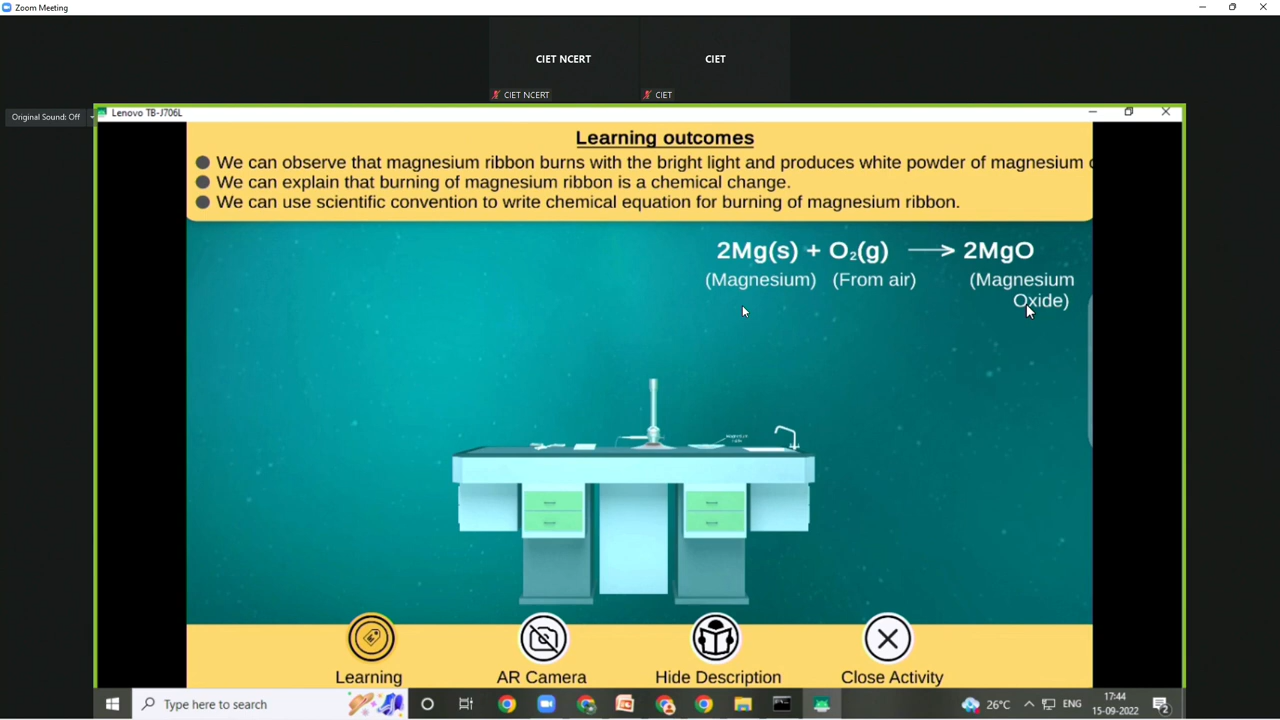 Zoom Meeting
CIET NCERT
CIET
CIET NCERT
CIET
Original Sound: Off
Lenovo TB-J706L
Learning outcomes
We can observe that magnesium ribbon burns with the bright light and produces white powder of magnesium
We can explain that burning of magnesium ribbon is a chemical change.
We can use scientific convention to write chemical equation for burning of magnesium ribbon.
2Mg(s) + O₂(g) ⟶ 2MgO
(Magnesium) (From air) (Magnesium
Oxide)
Learning
AR Camera
Hide Description
Close Activity
Type here to search
26°C
ENG
17:44
15-09-2022
2